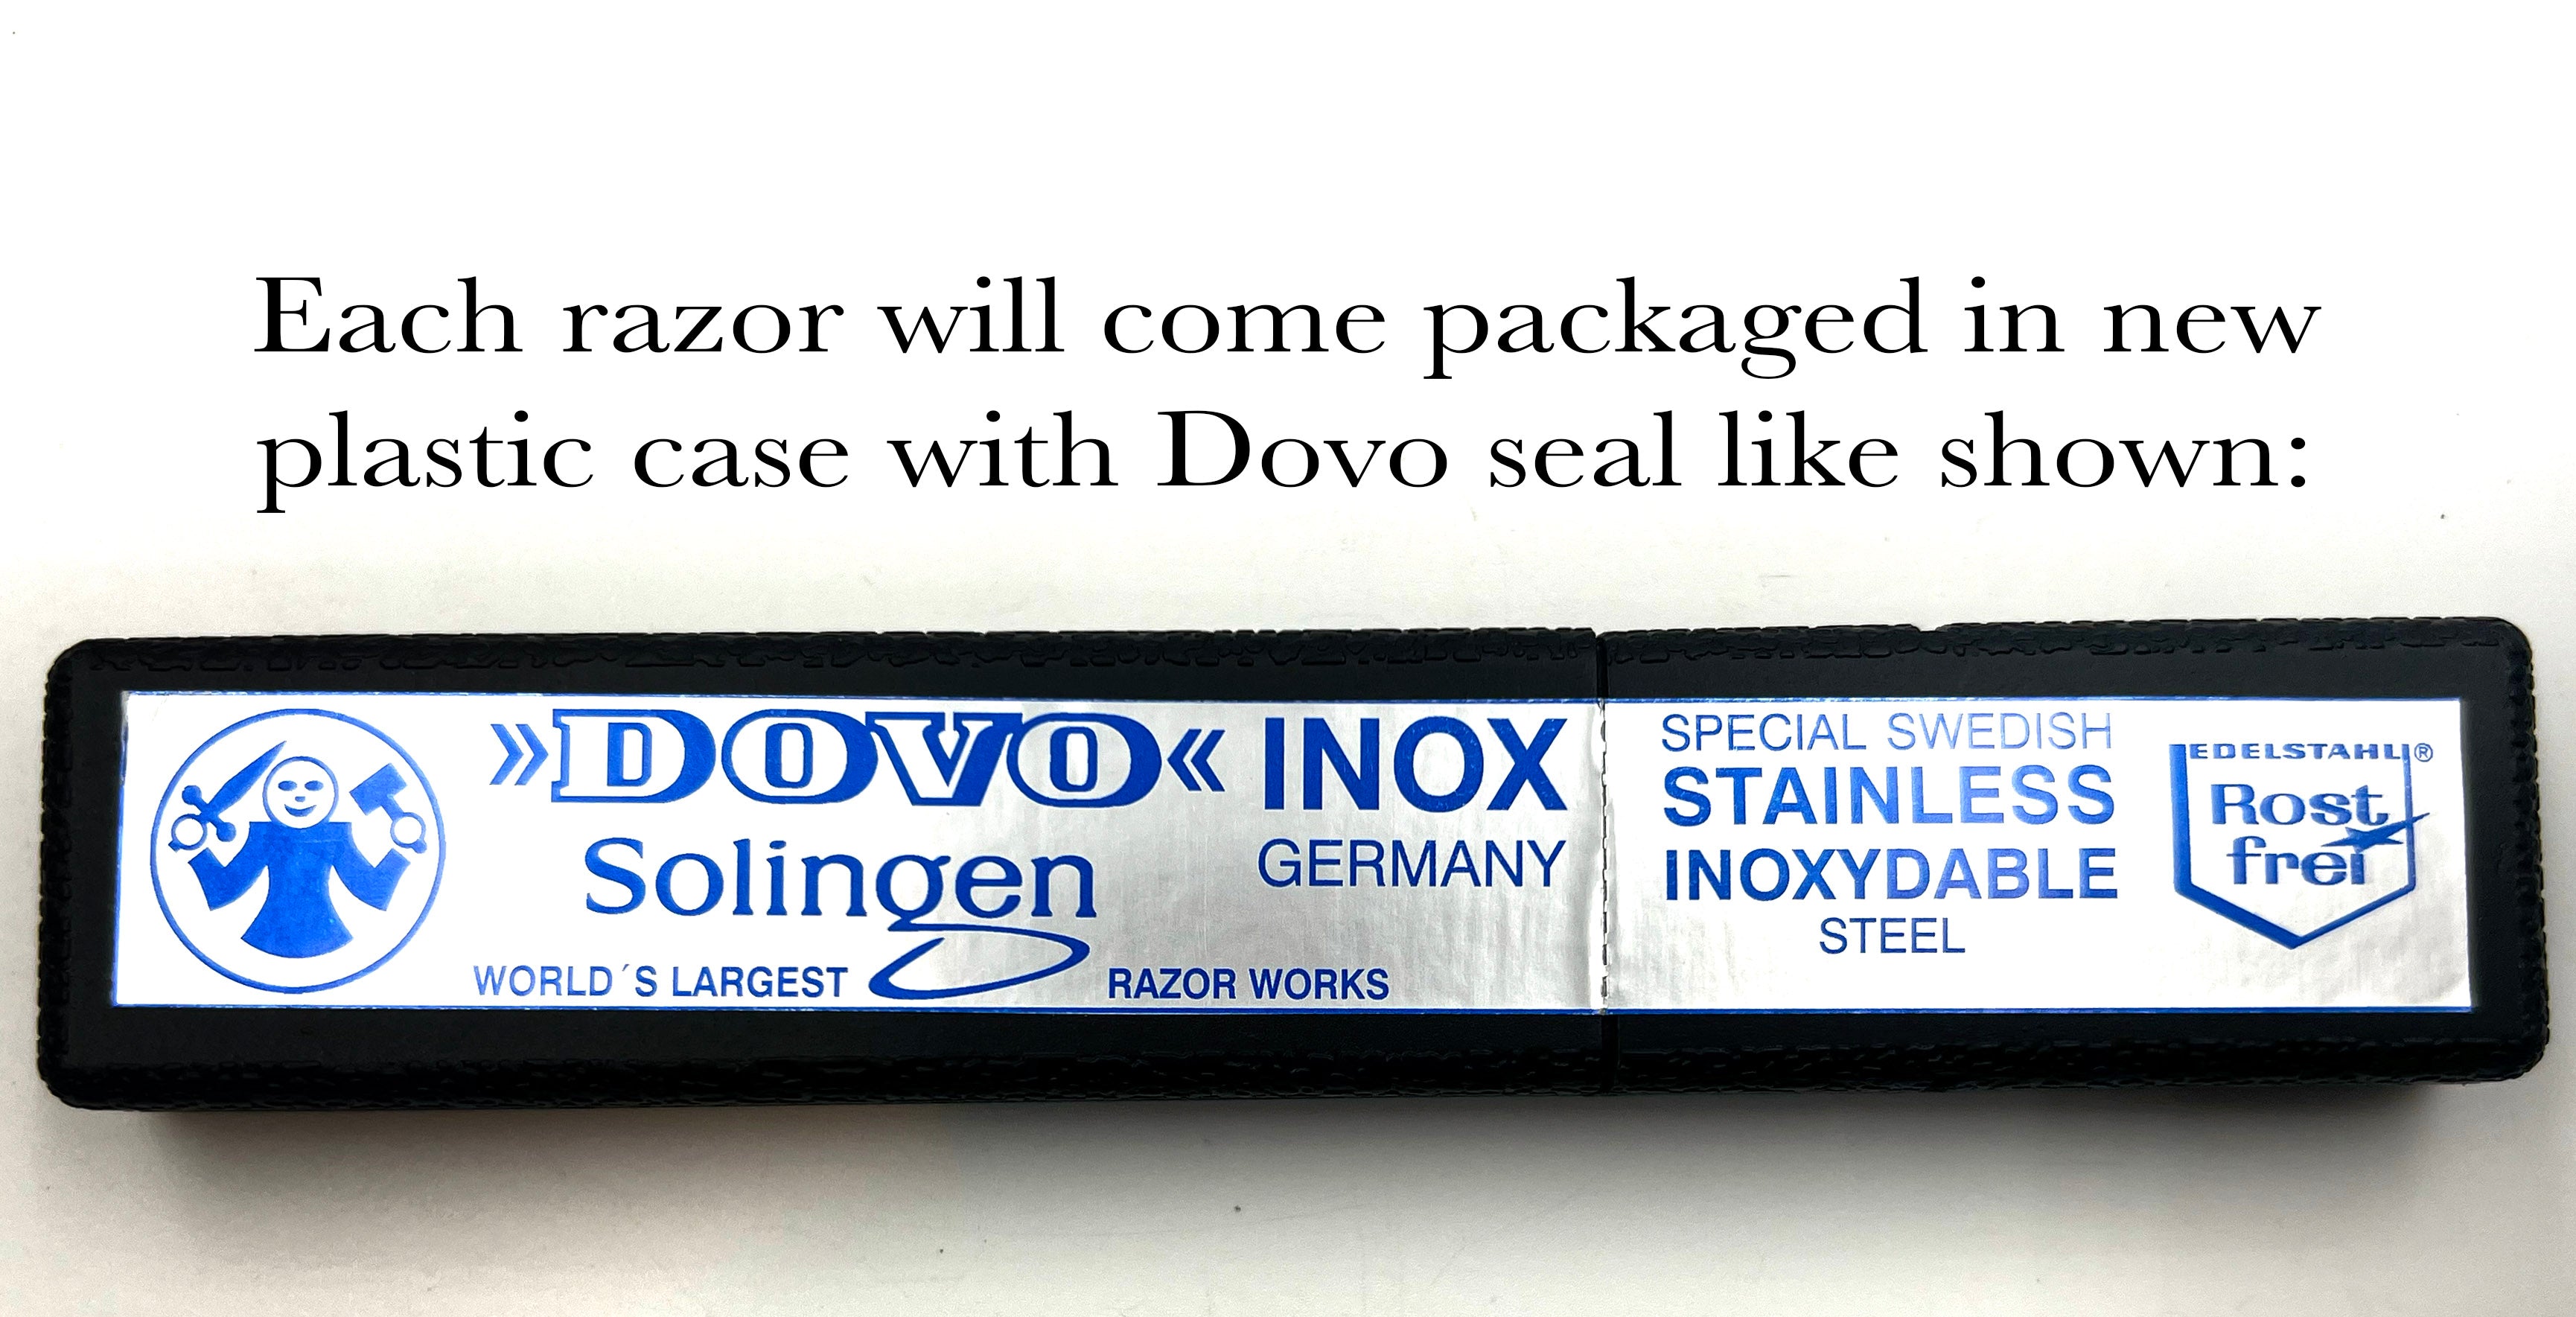 Each razor will come packaged in new
plastic case with Dovo seal like shown:
»DOVO« INOX
Solingen GERMANY
WORLD´S LARGEST RAZOR WORKS
SPECIAL SWEDISH
STAINLESS
INOXYDABLE
STEEL
EDELSTAHL®
Rost
frei